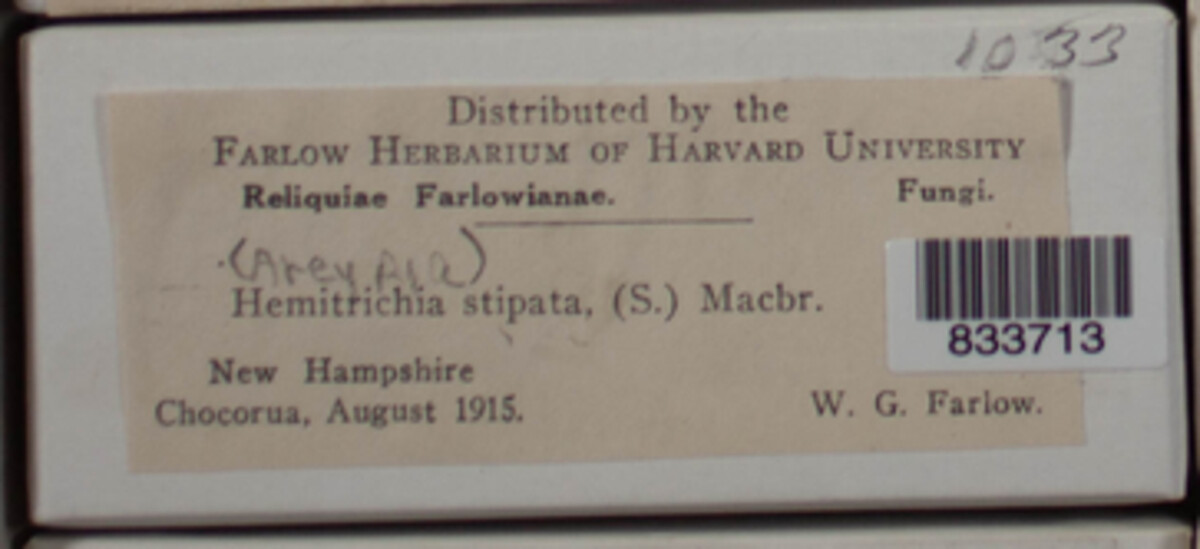 1033
Distributed by the
FARLOW HERBARIUM OF HARVARD UNIVERSITY
Reliquiae Farlowianae. Fungi.
Hemitrichia stipata, (S.) Macbr.
833713
New Hampshire
Chocorua, August 1915. W. G. Farlow.